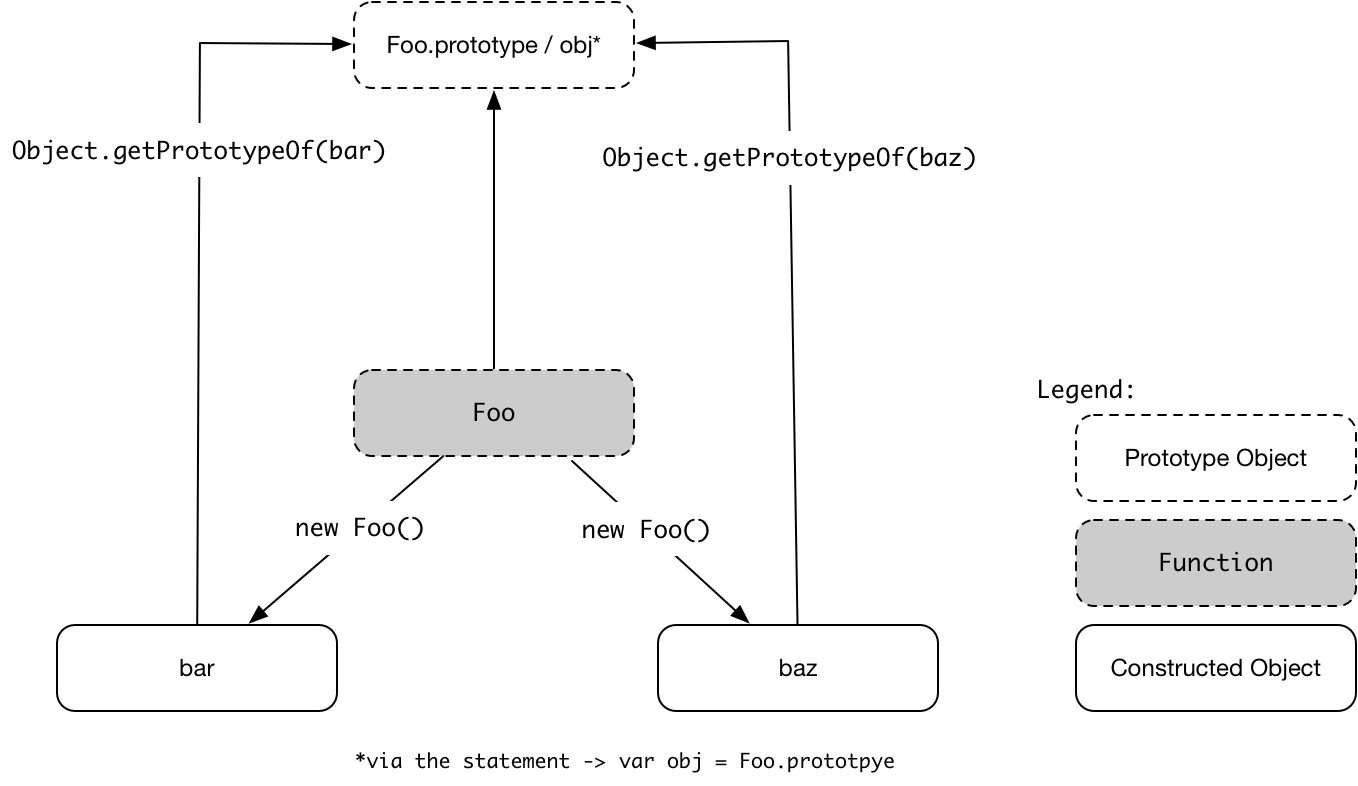 Foo.prototype / obj*
Object.getPrototypeOf(bar)
Object.getPrototypeOf(baz)
Foo
new Foo()
new Foo()
bar
baz
Legend:
Prototype Object
Function
Constructed Object
*via the statement -> var obj = Foo.prototpye